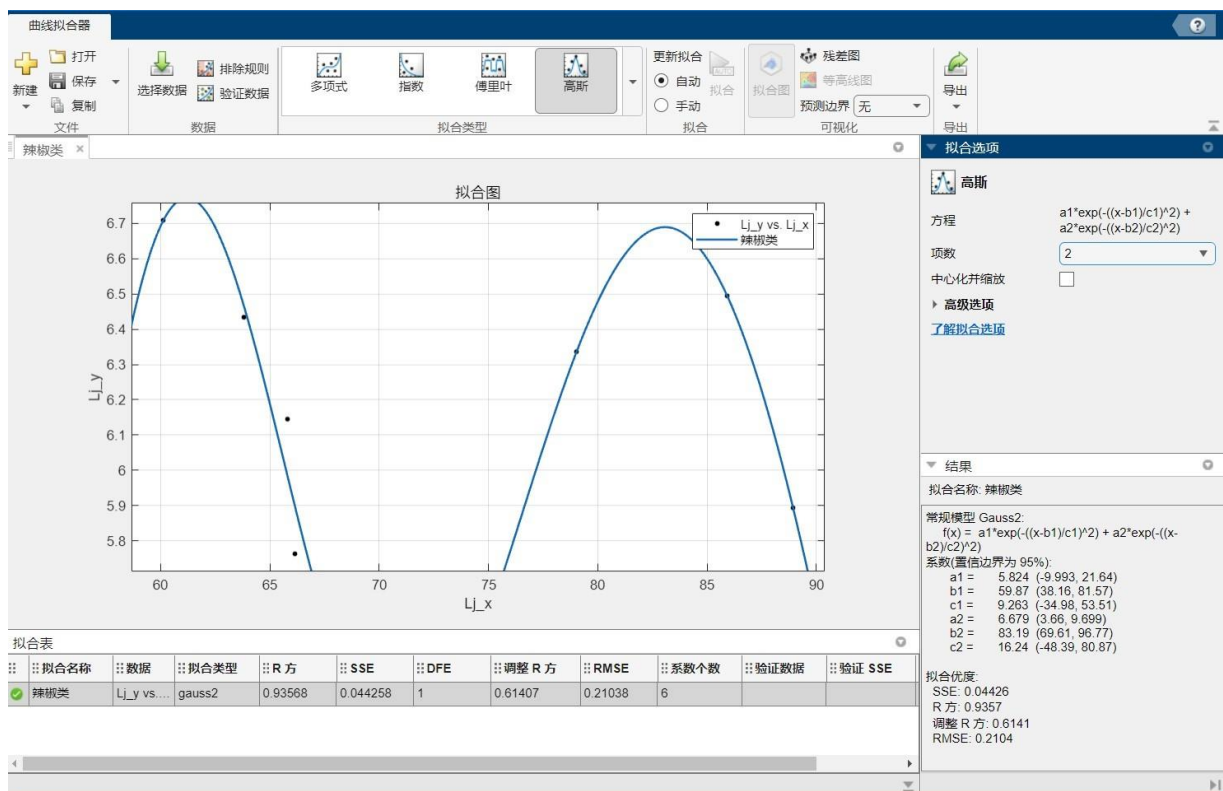 曲线拟合器
?
新建
打开
保存
复制
文件
选择数据
排除规则
验证数据
数据
多项式
指数
傅里叶
高斯
拟合类型
更新拟合
自动
手动
拟合
拟合
拟合图
残差图
等高线图
预测边界 无
可视化
导出
导出
辣椒类 ×
拟合图
Lj_y vs. Lj_x
辣椒类
6.7
6.6
6.5
6.4
6.3
6.2
6.1
6
5.9
5.8
Lj_y
60 65 70 75 80 85 90
Lj_x
拟合表
拟合名称 数据 拟合类型 R 方 SSE DFE 调整 R 方 RMSE 系数个数 验证数据 验证 SSE
辣椒类 Lj_y vs.... gauss2 0.93568 0.044258 1 0.61407 0.21038 6
拟合选项
高斯
方程 a1*exp(-((x-b1)/c1)^2) +
a2*exp(-((x-b2)/c2)^2)
项数 2
中心化并缩放
高级选项
了解拟合选项
结果
拟合名称: 辣椒类
常规模型 Gauss2:
f(x) = a1*exp(-((x-b1)/c1)^2) + a2*exp(-((x-
b2)/c2)^2)
系数(置信边界为 95%):
a1 = 5.824 (-9.993, 21.64)
b1 = 59.87 (38.16, 81.57)
c1 = 9.263 (-34.98, 53.51)
a2 = 6.679 (3.66, 9.699)
b2 = 83.19 (69.61, 96.77)
c2 = 16.24 (-48.39, 80.87)
拟合优度:
SSE: 0.04426
R 方: 0.9357
调整 R 方: 0.6141
RMSE: 0.2104